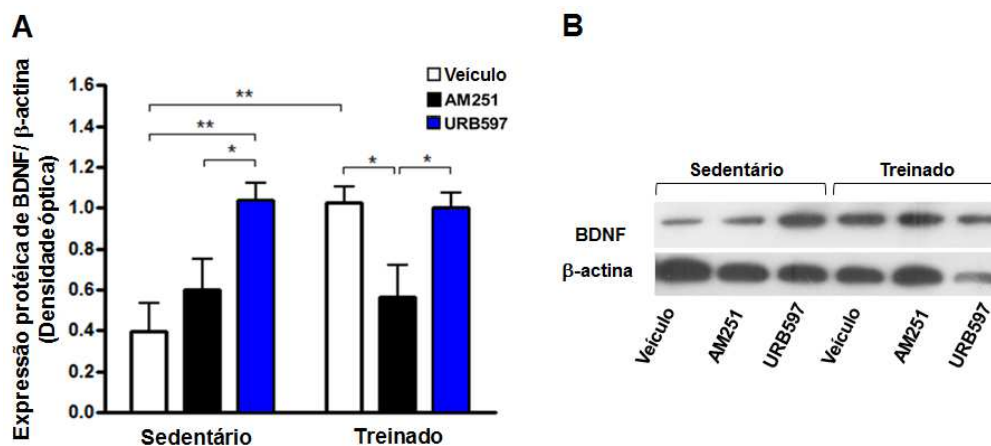 A
Expressão protéica de BDNF/ β-actina
(Densidade óptica)
1.6
1.4
1.2
1.0
0.8
0.6
0.4
0.2
0.0
**
**
*
*
*
Veículo
AM251
URB597
Sedentário
Treinado
B
Sedentário
Treinado
BDNF
β-actina
Veículo
AM251
URB597
Veículo
AM251
URB597